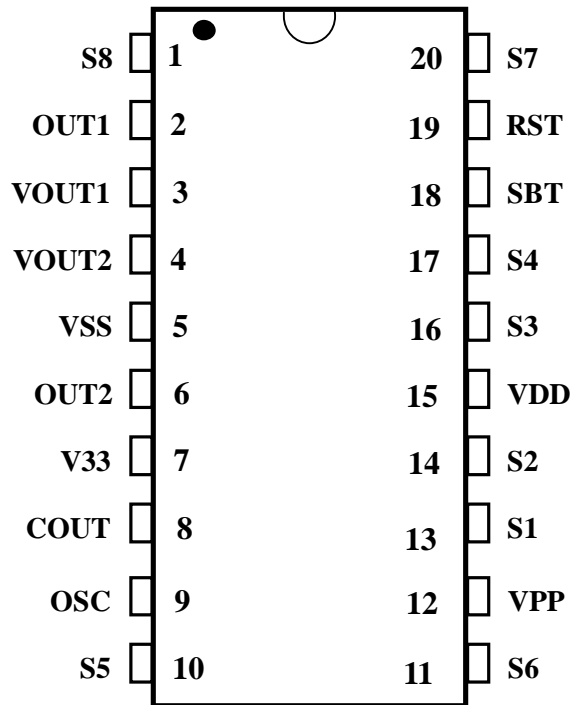 S8 1 20 S7
OUT1 2 19 RST
VOUT1 3 18 SBT
VOUT2 4 17 S4
VSS 5 16 S3
OUT2 6 15 VDD
V33 7 14 S2
COUT 8 13 S1
OSC 9 12 VPP
S5 10 11 S6